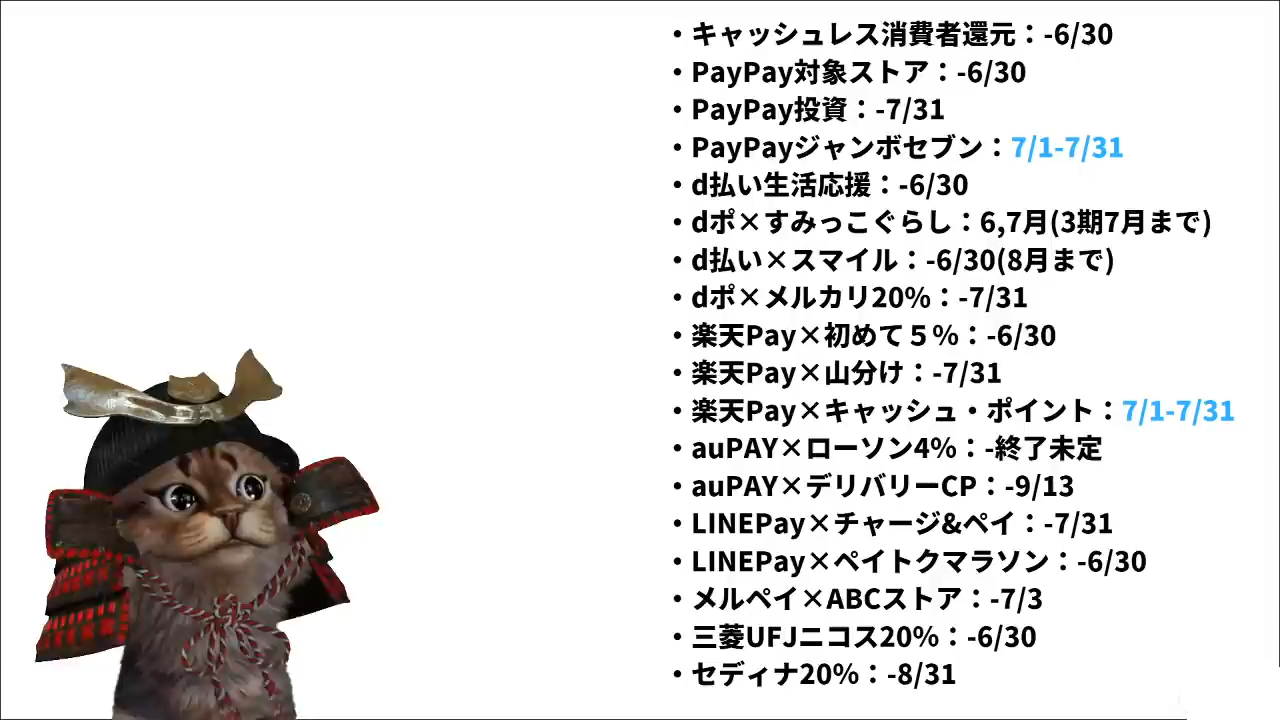 ・キャッシュレス消費者還元：-6/30
・PayPay対象ストア：-6/30
・PayPay投資：-7/31
・PayPayジャンボセブン：7/1-7/31
・d払い生活応援：-6/30
・dポ×すみっこぐらし：6,7月(3期7月まで)
・d払い×スマイル：-6/30(8月まで)
・dポ×メルカリ20%：-7/31
・楽天Pay×初めて５%：-6/30
・楽天Pay×山分け：-7/31
・楽天Pay×キャッシュ・ポイント：7/1-7/31
・auPAY×ローソン4%：-終了未定
・auPAY×デリバリーCP：-9/13
・LINEPay×チャージ&ペイ：-7/31
・LINEPay×ペイトクマラソン：-6/30
・メルペイ×ABCストア：-7/3
・三菱UFJニコス20%：-6/30
・セディナ20%：-8/31